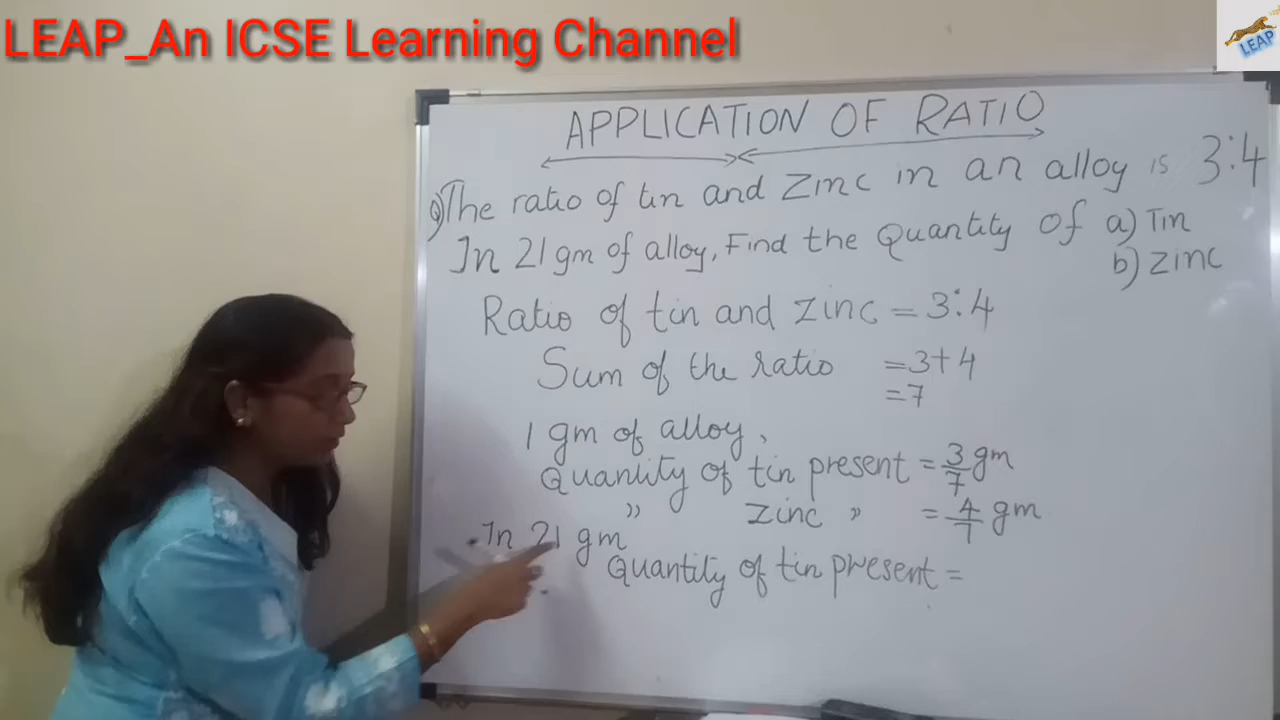 LEAP_An ICSE Learning Channel
LEAP
APPLICATION OF RATIO
Q) The ratio of tin and Zinc in an alloy is 3:4
In 21 gm of alloy, Find the Quantity of a) Tin
b) Zinc
Ratio of tin and zinc = 3:4
Sum of the ratio = 3+4
= 7
1 gm of alloy,
Quantity of tin present = 3/7 gm
" Zinc " = 4/7 gm
In 21 gm
Quantity of tin present =